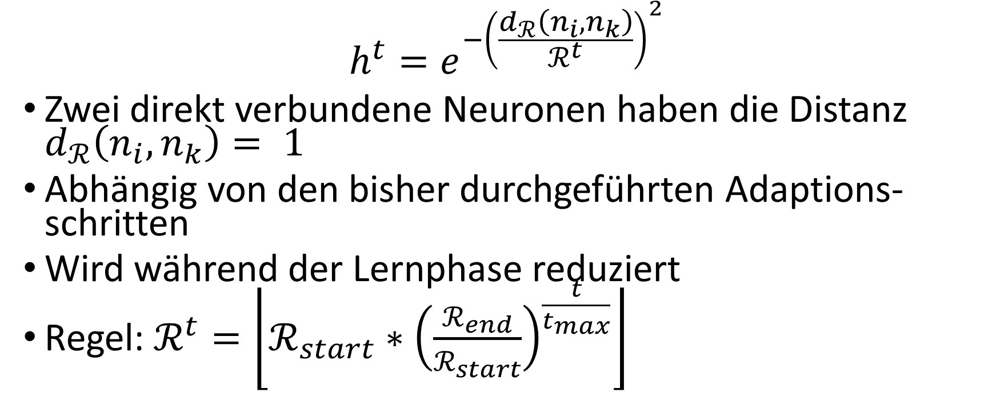 $h^t = e^{-\left(\frac{d_{\mathcal{R}}(n_i,n_k)}{\mathcal{R}^t}\right)^2}$
• Zwei direkt verbundene Neuronen haben die Distanz
$d_{\mathcal{R}}(n_i, n_k) = 1$
• Abhängig von den bisher durchgeführten Adaptions-
schritten
• Wird während der Lernphase reduziert
• Regel: $\mathcal{R}^t = \left\lfloor \mathcal{R}_{start} * \left(\frac{\mathcal{R}_{end}}{\mathcal{R}_{start}}\right)^{\frac{t}{t_{max}}} \right\rfloor$